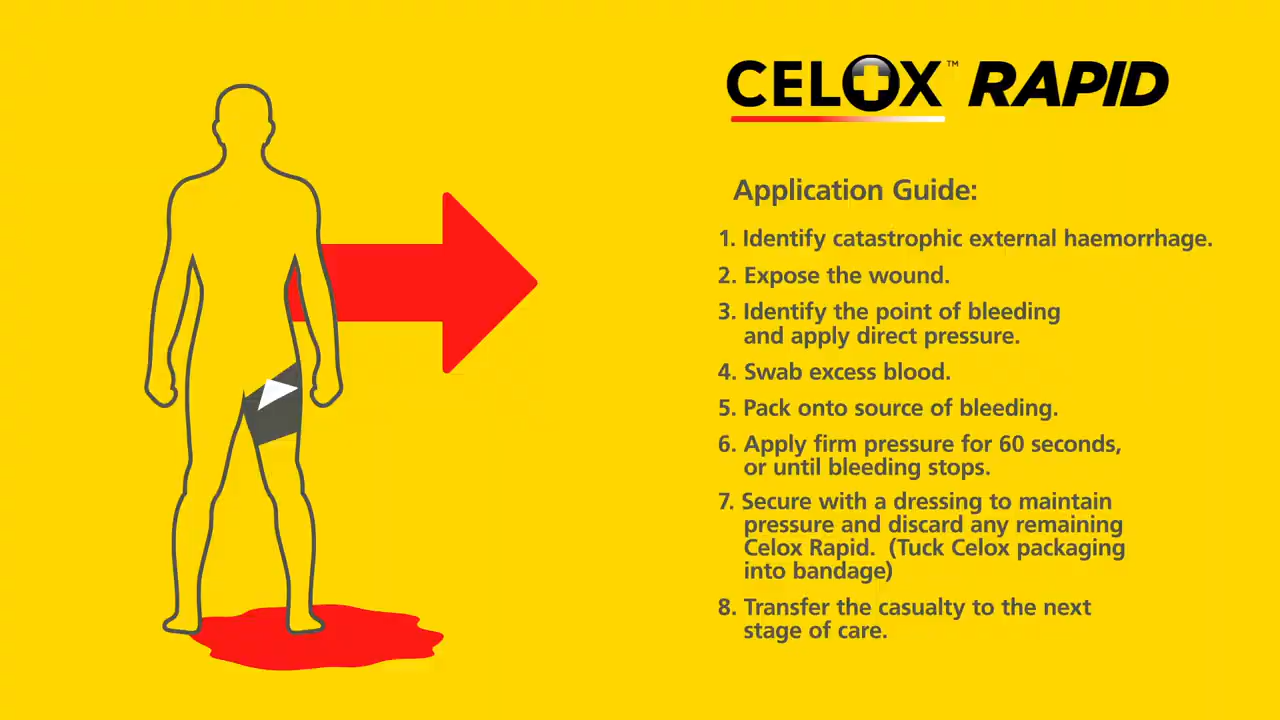 CELOX™ RAPID
Application Guide:
1. Identify catastrophic external haemorrhage.
2. Expose the wound.
3. Identify the point of bleeding
and apply direct pressure.
4. Swab excess blood.
5. Pack onto source of bleeding.
6. Apply firm pressure for 60 seconds,
or until bleeding stops.
7. Secure with a dressing to maintain
pressure and discard any remaining
Celox Rapid. (Tuck Celox packaging
into bandage)
8. Transfer the casualty to the next
stage of care.